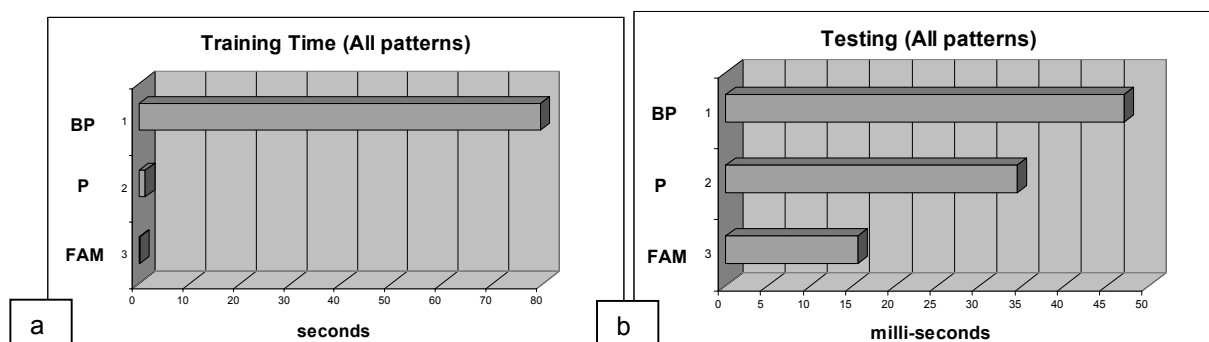 Training Time (All patterns)
BP 1
P 2
FAM 3
0 10 20 30 40 50 60 70 80
seconds
a
Testing (All patterns)
BP 1
P 2
FAM 3
0 5 10 15 20 25 30 35 40 45 50
milli-seconds
b